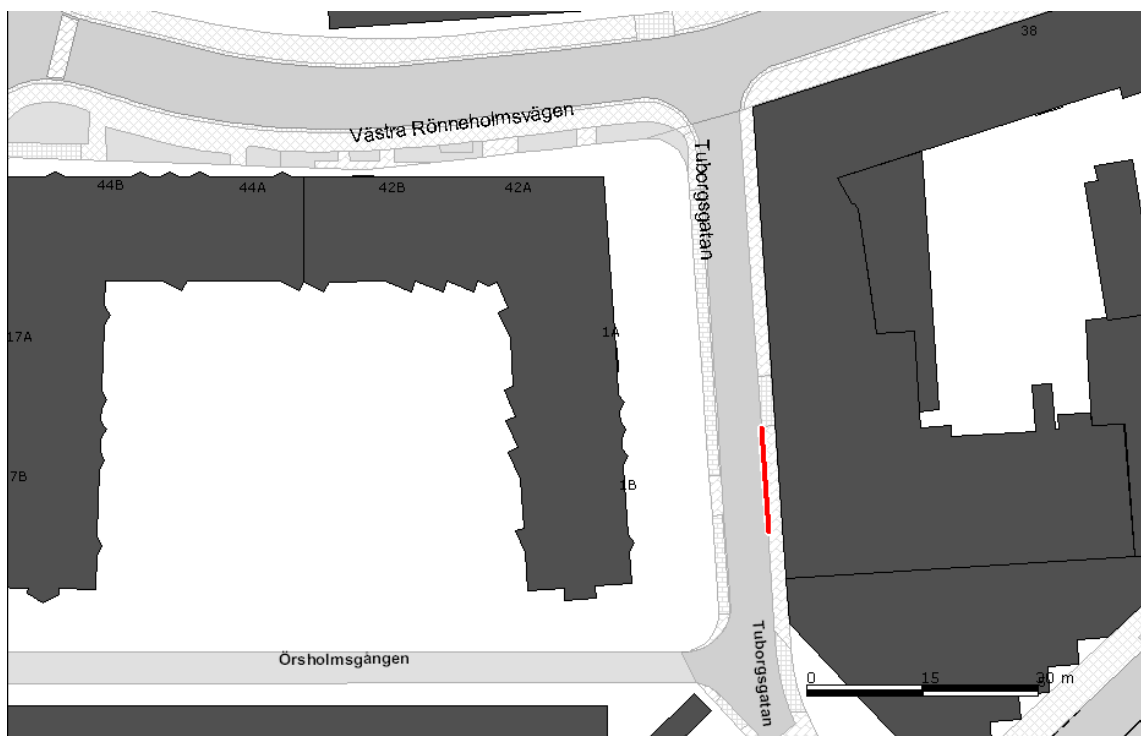 38
Västra Rönneholmsvägen
Tuborgsgatan
44B
44A
42B
42A
17A
1A
7B
1B
Örsholmsgången
Tuborgsgatan
0
15
30 m